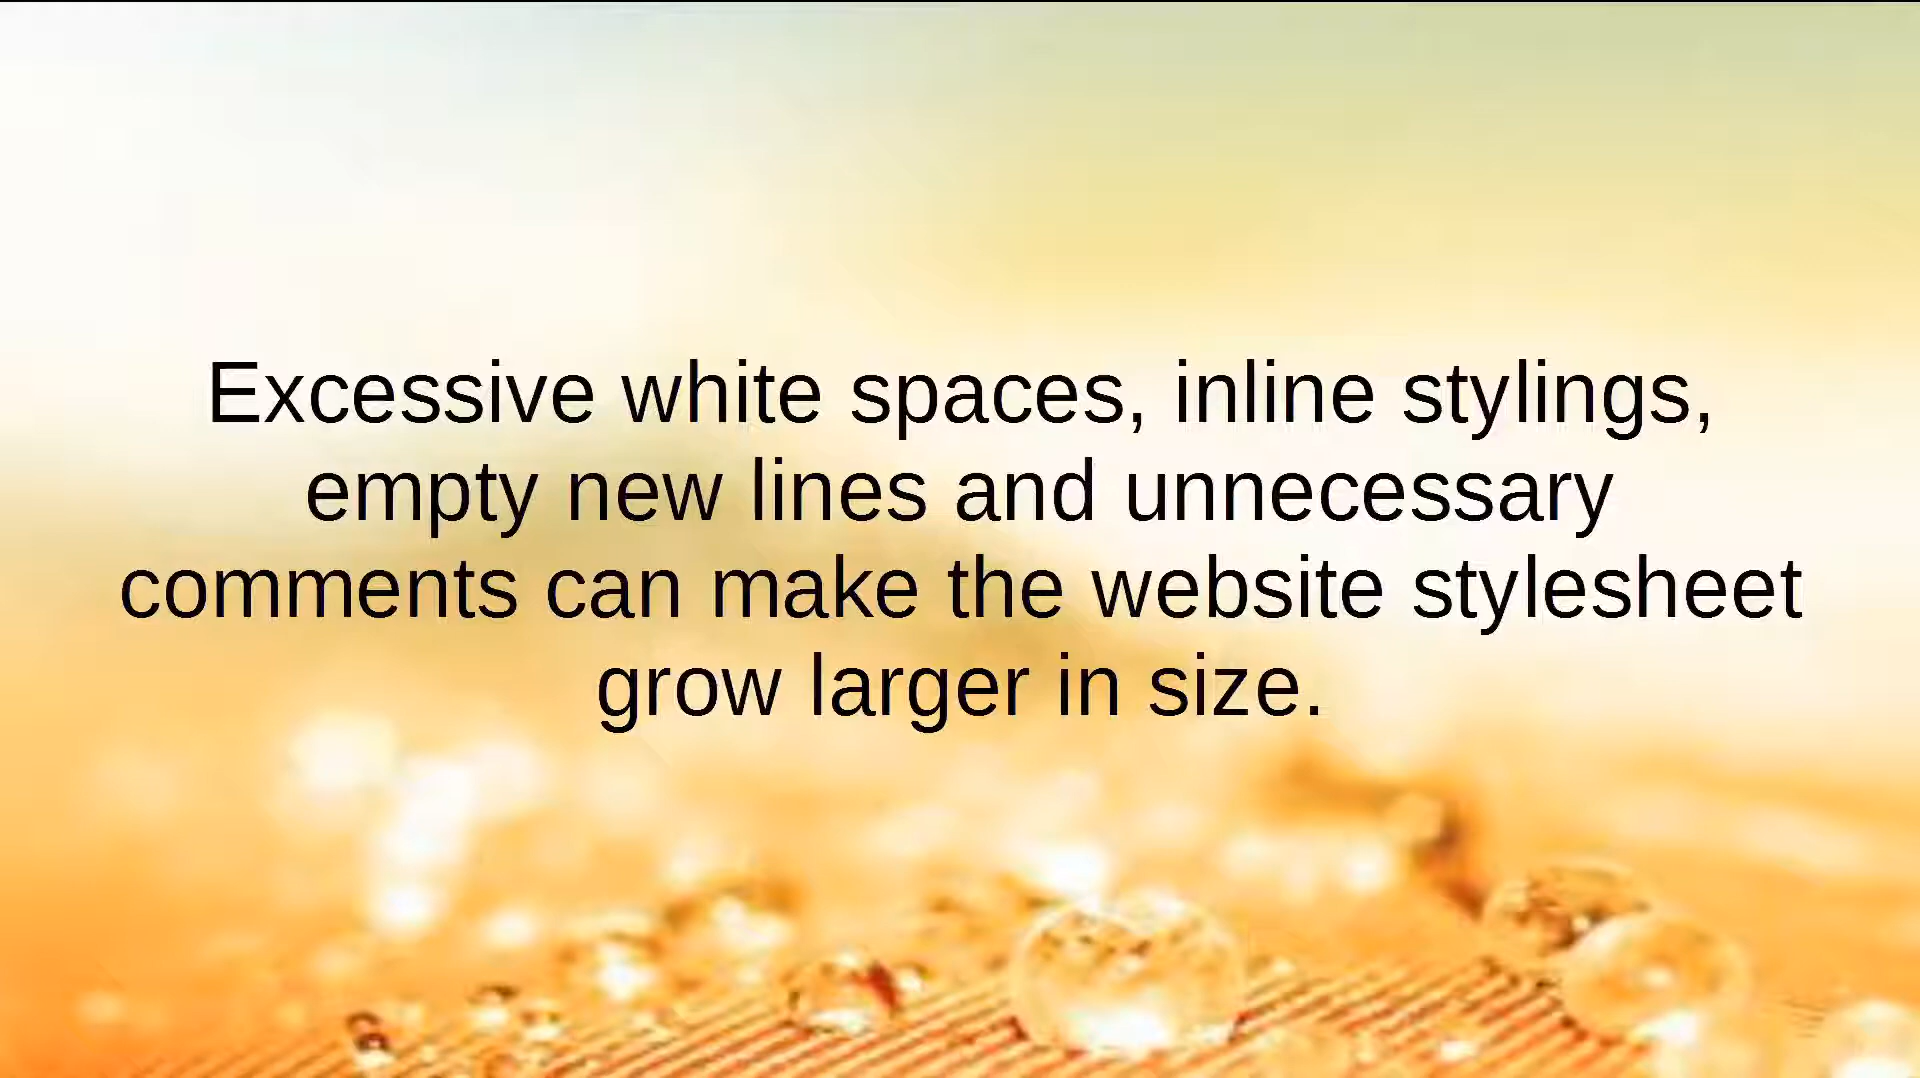 Excessive white spaces, inline stylings,
empty new lines and unnecessary
comments can make the website stylesheet
grow larger in size.